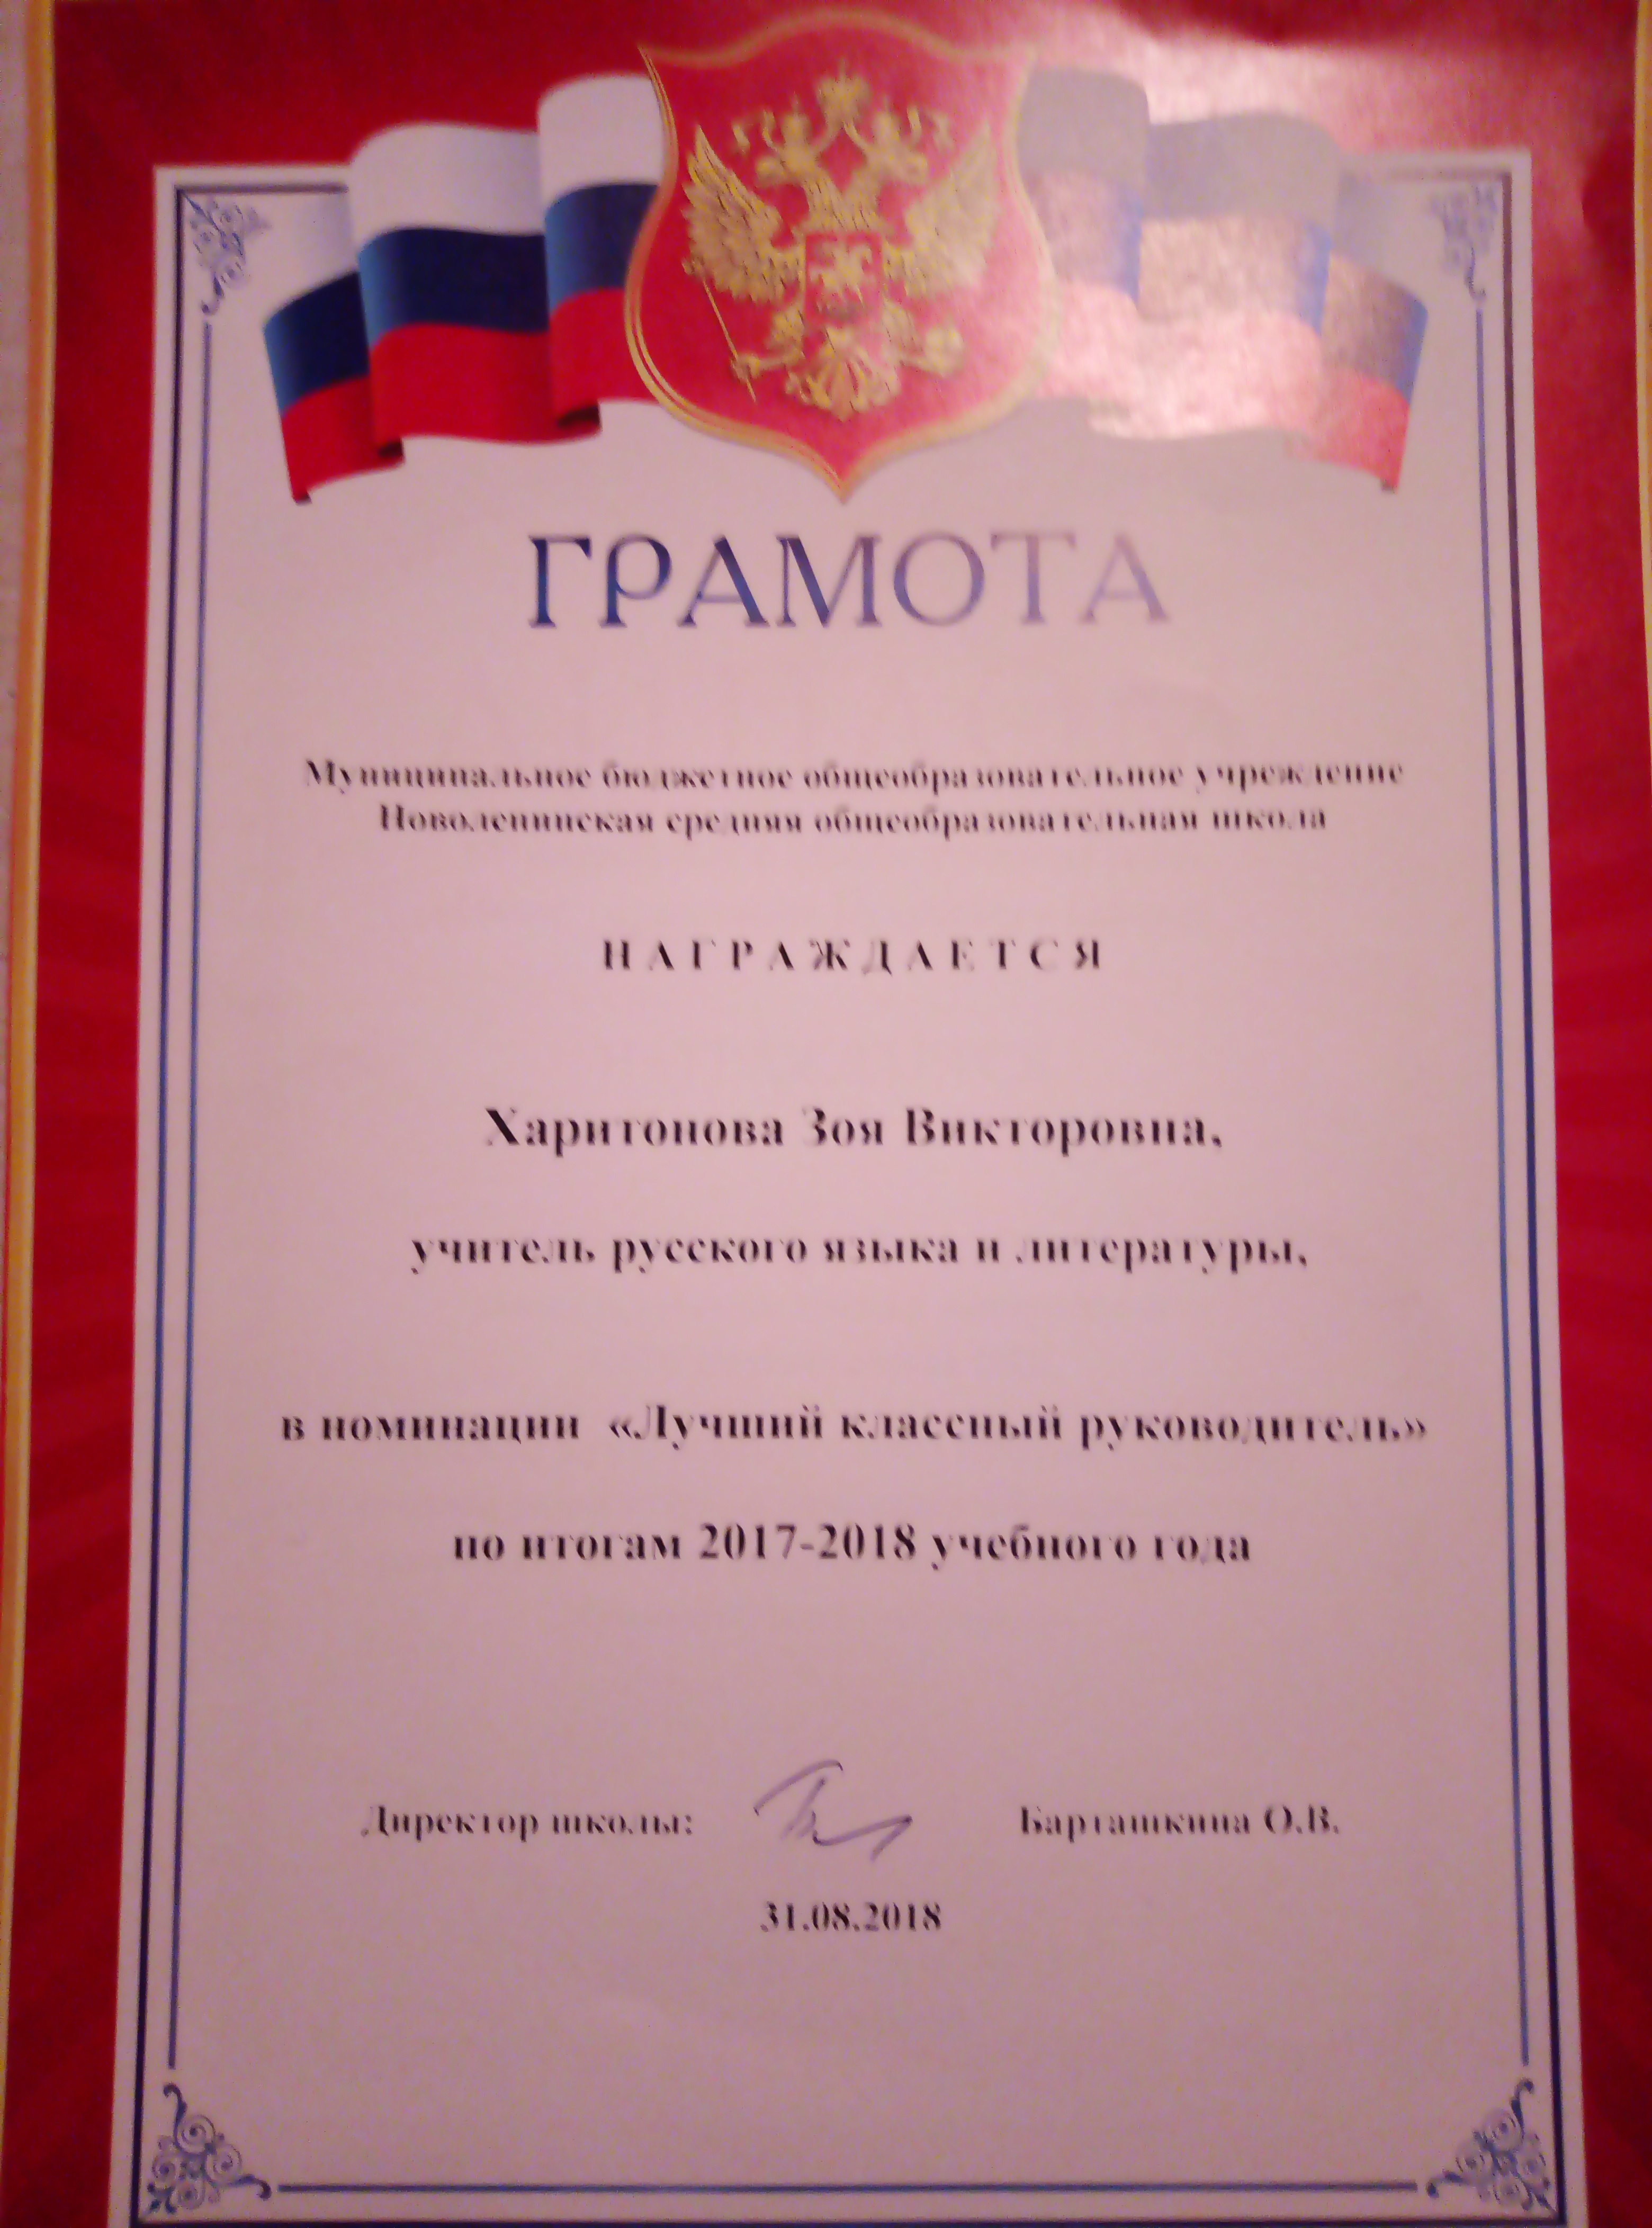 ГРАМОТА
Муниципальное бюджетное общеобразовательное учреждение
Новоленинская средняя общеобразовательная школа
НАГРАЖДАЕТСЯ
Харитонова Зоя Викторовна,
учитель русского языка и литературы,
в номинации «Лучший классный руководитель»
по итогам 2017-2018 учебного года
Директор школы: Барташкина О.В.
31.08.2018